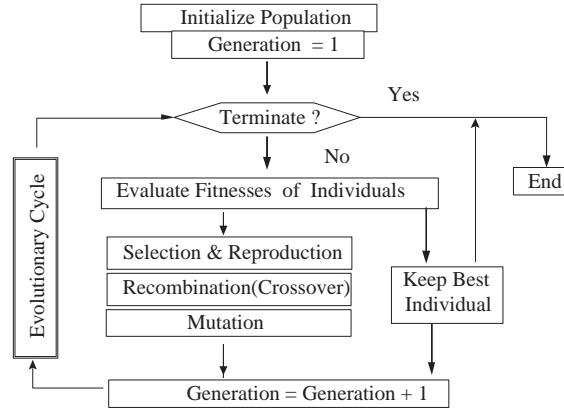 Initialize Population
Generation = 1
Terminate ?
Yes
No
End
Evaluate Fitnesses of Individuals
Evolutionary Cycle
Selection & Reproduction
Recombination(Crossover)
Mutation
Keep Best
Individual
Generation = Generation + 1